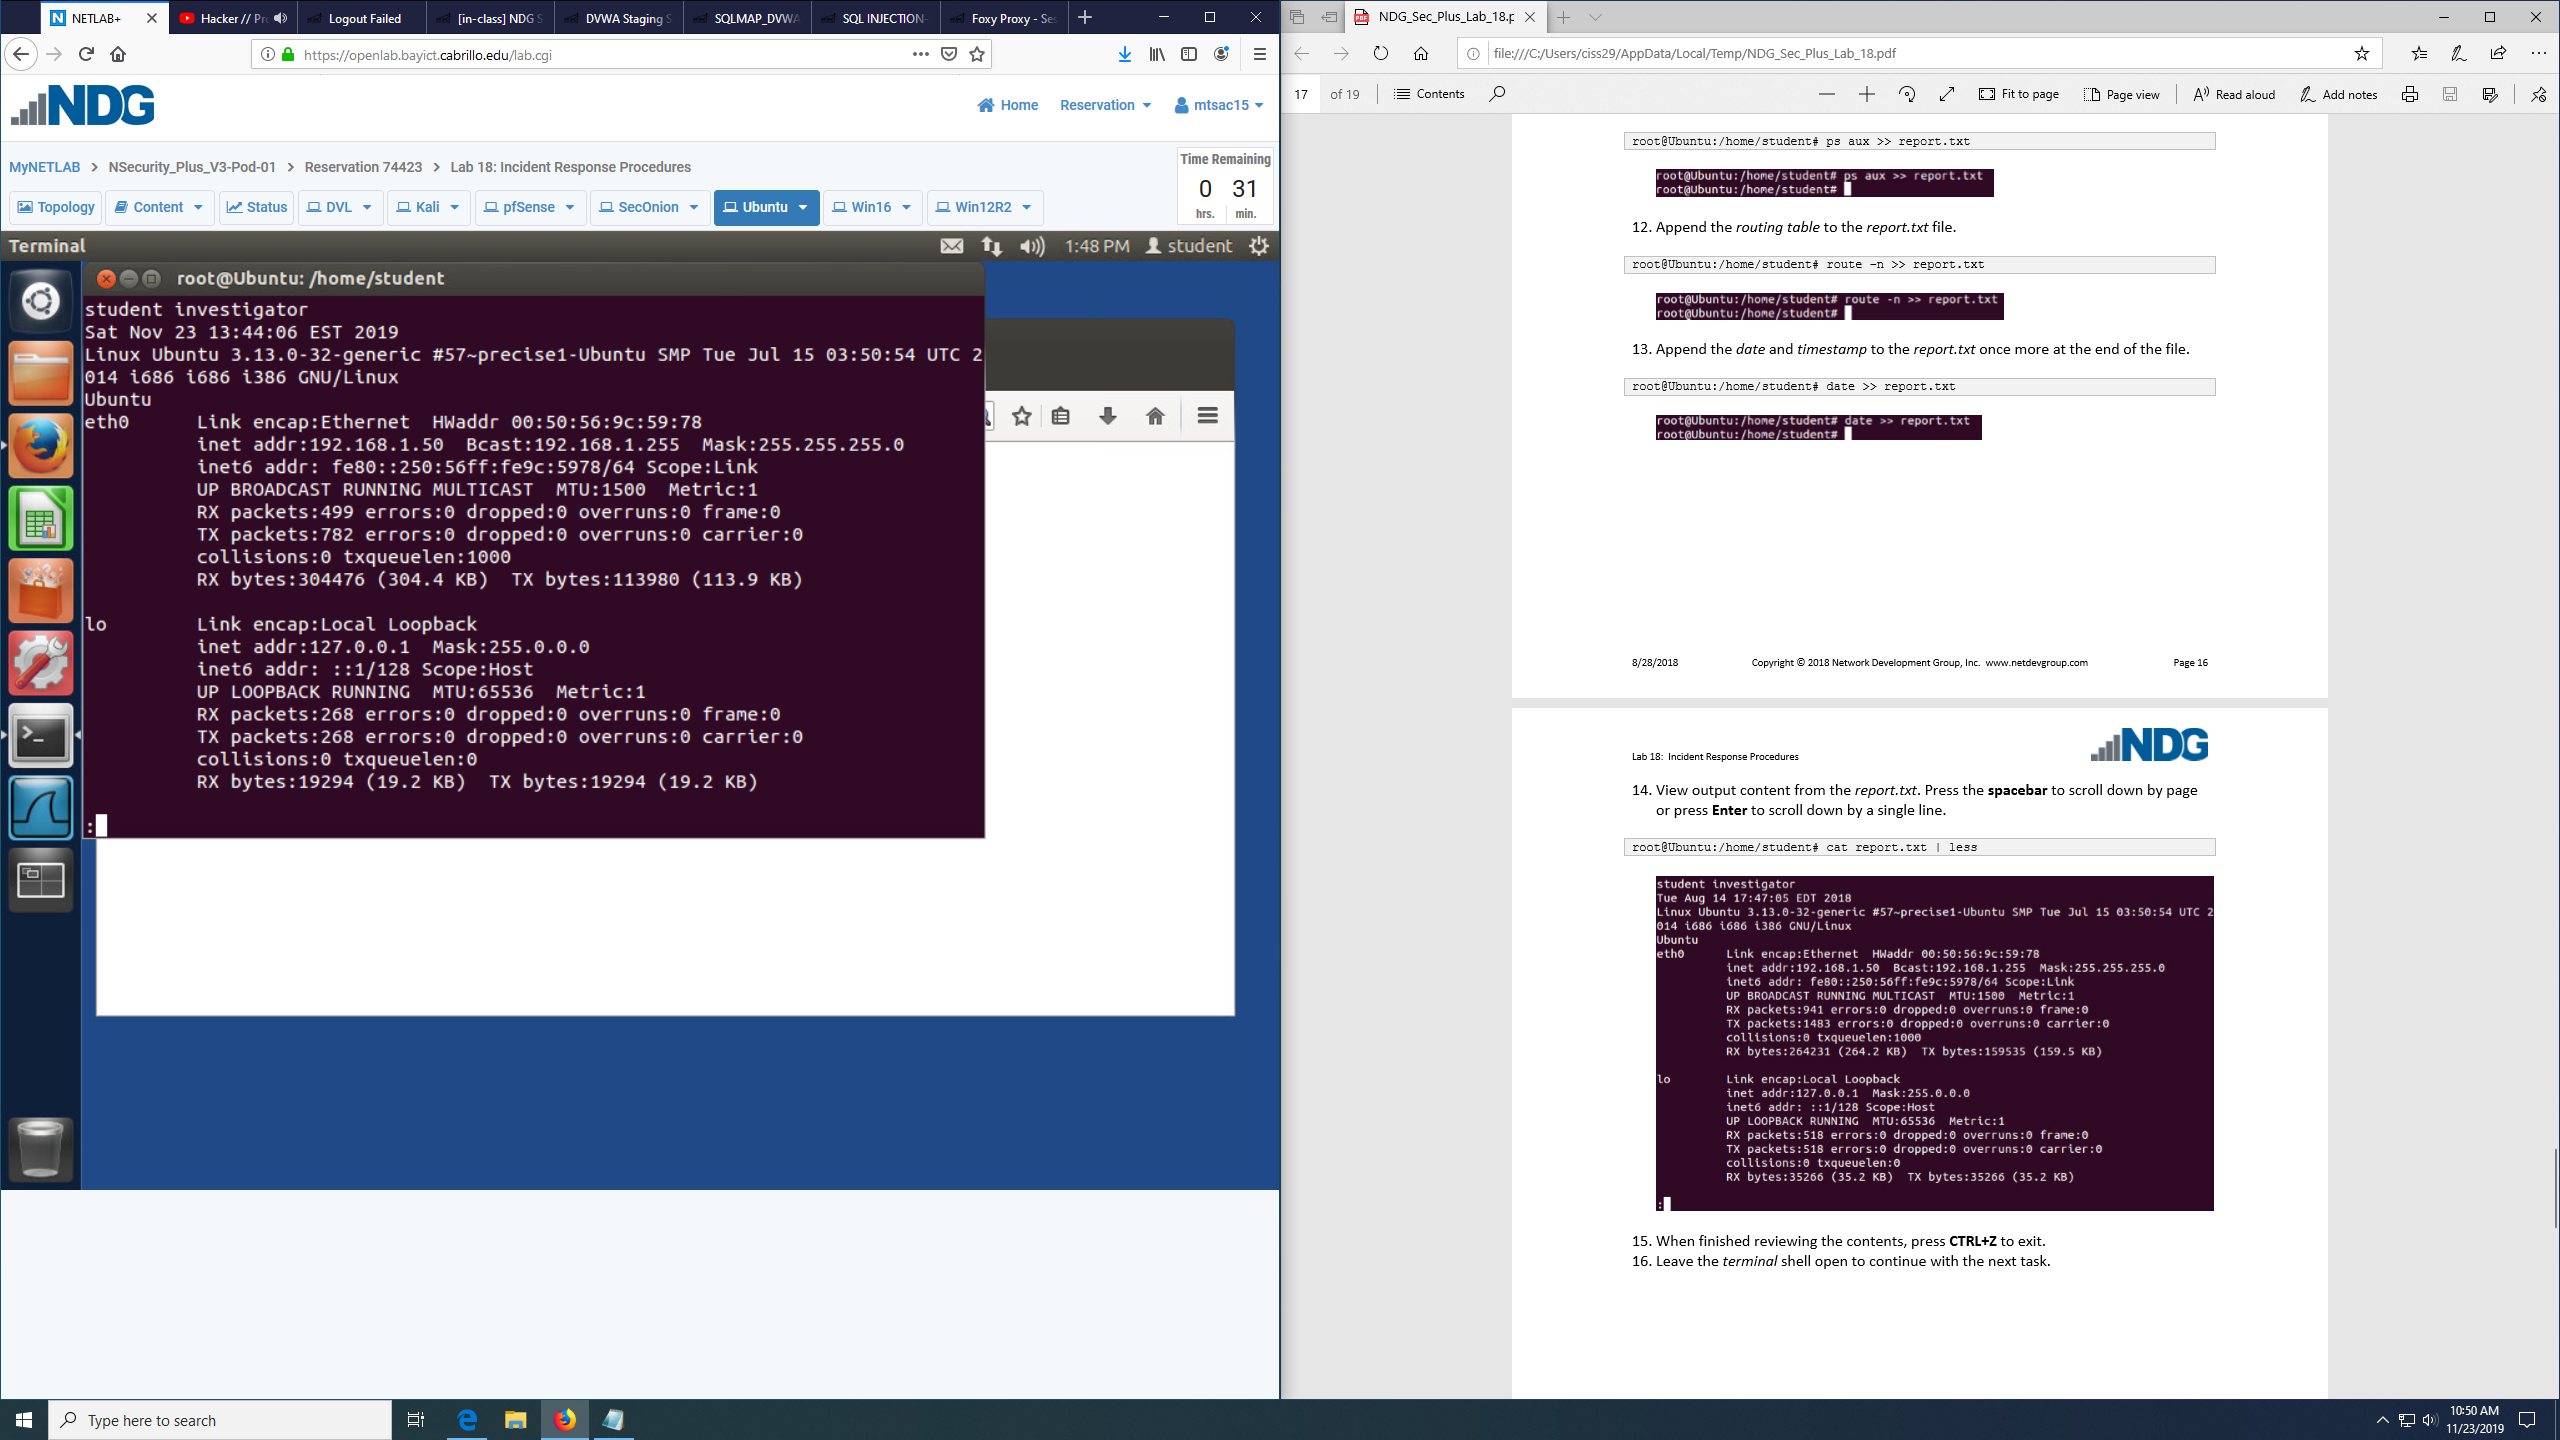 NETLAB+
Hacker // Pr
Logout Failed
[in-class] NDG S
DVWA Staging S
SQLMAP_DVWA
SQL INJECTION-
Foxy Proxy - Ses
https://openlab.bayict.cabrillo.edu/lab.cgi
NDG
Home
Reservation
mtsac15
MyNETLAB > NSecurity_Plus_V3-Pod-01 > Reservation 74423 > Lab 18: Incident Response Procedures
Time Remaining
0 31
hrs. min.
Topology
Content
Status
DVL
Kali
pfSense
SecOnion
Ubuntu
Win16
Win12R2
Terminal
1:48 PM
student
root@Ubuntu: /home/student
student investigator
Sat Nov 23 13:44:06 EST 2019
Linux Ubuntu 3.13.0-32-generic #57~precise1-Ubuntu SMP Tue Jul 15 03:50:54 UTC 2
014 i686 i686 i386 GNU/Linux
Ubuntu
eth0 Link encap:Ethernet HWaddr 00:50:56:9c:59:78
inet addr:192.168.1.50 Bcast:192.168.1.255 Mask:255.255.255.0
inet6 addr: fe80::250:56ff:fe9c:5978/64 Scope:Link
UP BROADCAST RUNNING MULTICAST MTU:1500 Metric:1
RX packets:499 errors:0 dropped:0 overruns:0 frame:0
TX packets:782 errors:0 dropped:0 overruns:0 carrier:0
collisions:0 txqueuelen:1000
RX bytes:304476 (304.4 KB) TX bytes:113980 (113.9 KB)
lo Link encap:Local Loopback
inet addr:127.0.0.1 Mask:255.0.0.0
inet6 addr: ::1/128 Scope:Host
UP LOOPBACK RUNNING MTU:65536 Metric:1
RX packets:268 errors:0 dropped:0 overruns:0 frame:0
TX packets:268 errors:0 dropped:0 overruns:0 carrier:0
collisions:0 txqueuelen:0
RX bytes:19294 (19.2 KB) TX bytes:19294 (19.2 KB)
:
NDG_Sec_Plus_Lab_18.p
file:///C:/Users/ciss29/AppData/Local/Temp/NDG_Sec_Plus_Lab_18.pdf
17 of 19
Contents
Fit to page
Page view
Read aloud
Add notes
root@Ubuntu:/home/student# ps aux >> report.txt
root@Ubuntu:/home/student# ps aux >> report.txt
root@Ubuntu:/home/student#
12. Append the routing table to the report.txt file.
root@Ubuntu:/home/student# route –n >> report.txt
root@Ubuntu:/home/student# route -n >> report.txt
root@Ubuntu:/home/student#
13. Append the date and timestamp to the report.txt once more at the end of the file.
root@Ubuntu:/home/student# date >> report.txt
root@Ubuntu:/home/student# date >> report.txt
root@Ubuntu:/home/student#
8/28/2018 Copyright © 2018 Network Development Group, Inc. www.netdevgroup.com Page 16
Lab 18: Incident Response Procedures
NDG
14. View output content from the report.txt. Press the spacebar to scroll down by page
or press Enter to scroll down by a single line.
root@Ubuntu:/home/student# cat report.txt | less
student investigator
Tue Aug 14 17:47:05 EDT 2018
Linux Ubuntu 3.13.0-32-generic #57~precise1-Ubuntu SMP Tue Jul 15 03:50:54 UTC 2
014 i686 i686 i386 GNU/Linux
Ubuntu
eth0 Link encap:Ethernet HWaddr 00:50:56:9c:59:78
inet addr:192.168.1.50 Bcast:192.168.1.255 Mask:255.255.255.0
inet6 addr: fe80::250:56ff:fe9c:5978/64 Scope:Link
UP BROADCAST RUNNING MULTICAST MTU:1500 Metric:1
RX packets:941 errors:0 dropped:0 overruns:0 frame:0
TX packets:1483 errors:0 dropped:0 overruns:0 carrier:0
collisions:0 txqueuelen:1000
RX bytes:264231 (264.2 KB) TX bytes:159535 (159.5 KB)
lo Link encap:Local Loopback
inet addr:127.0.0.1 Mask:255.0.0.0
inet6 addr: ::1/128 Scope:Host
UP LOOPBACK RUNNING MTU:65536 Metric:1
RX packets:518 errors:0 dropped:0 overruns:0 frame:0
TX packets:518 errors:0 dropped:0 overruns:0 carrier:0
collisions:0 txqueuelen:0
RX bytes:35266 (35.2 KB) TX bytes:35266 (35.2 KB)
:
15. When finished reviewing the contents, press CTRL+Z to exit.
16. Leave the terminal shell open to continue with the next task.
Type here to search
10:50 AM
11/23/2019